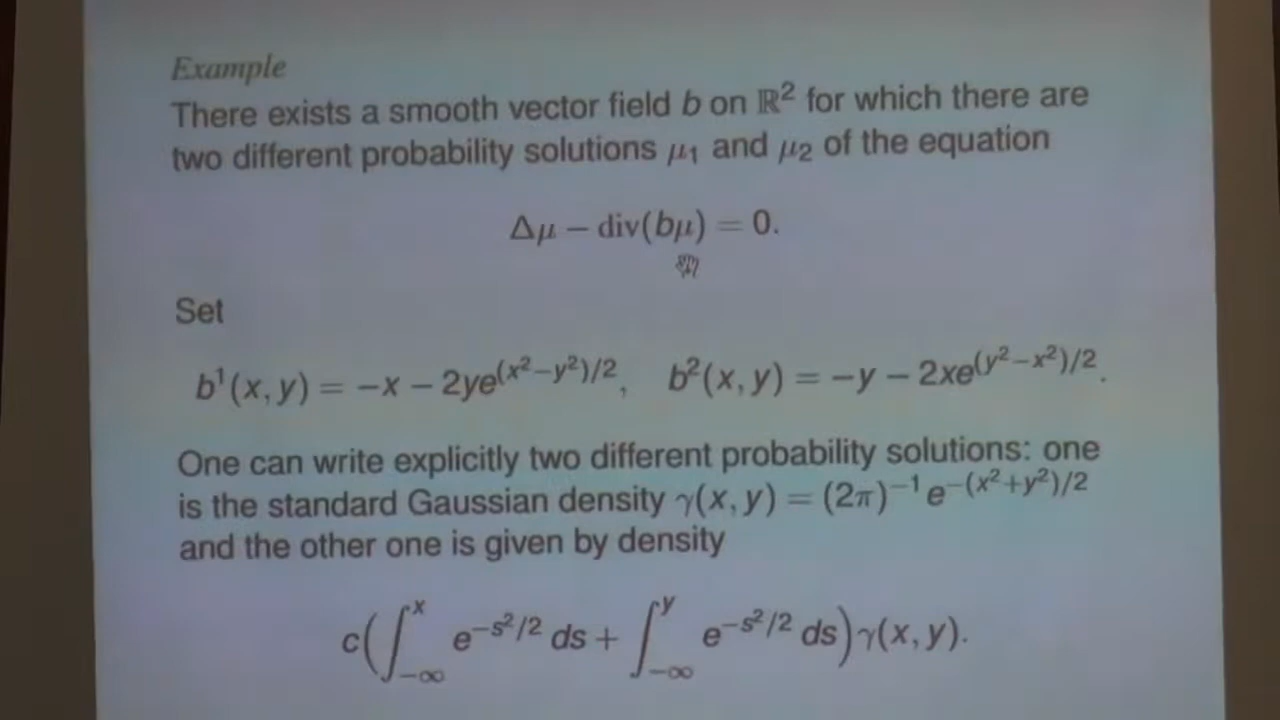 Example
There exists a smooth vector field b on ℝ² for which there are
two different probability solutions μ₁ and μ₂ of the equation
Δμ − div(bμ) = 0.
Set
b¹(x, y) = −x − 2ye^{(x²−y²)/2}, b²(x, y) = −y − 2xe^{(y²−x²)/2}.
One can write explicitly two different probability solutions: one
is the standard Gaussian density γ(x, y) = (2π)⁻¹e^{−(x²+y²)/2}
and the other one is given by density
c(∫_{−∞}^{x} e^{−s²/2} ds + ∫_{−∞}^{y} e^{−s²/2} ds)γ(x, y).